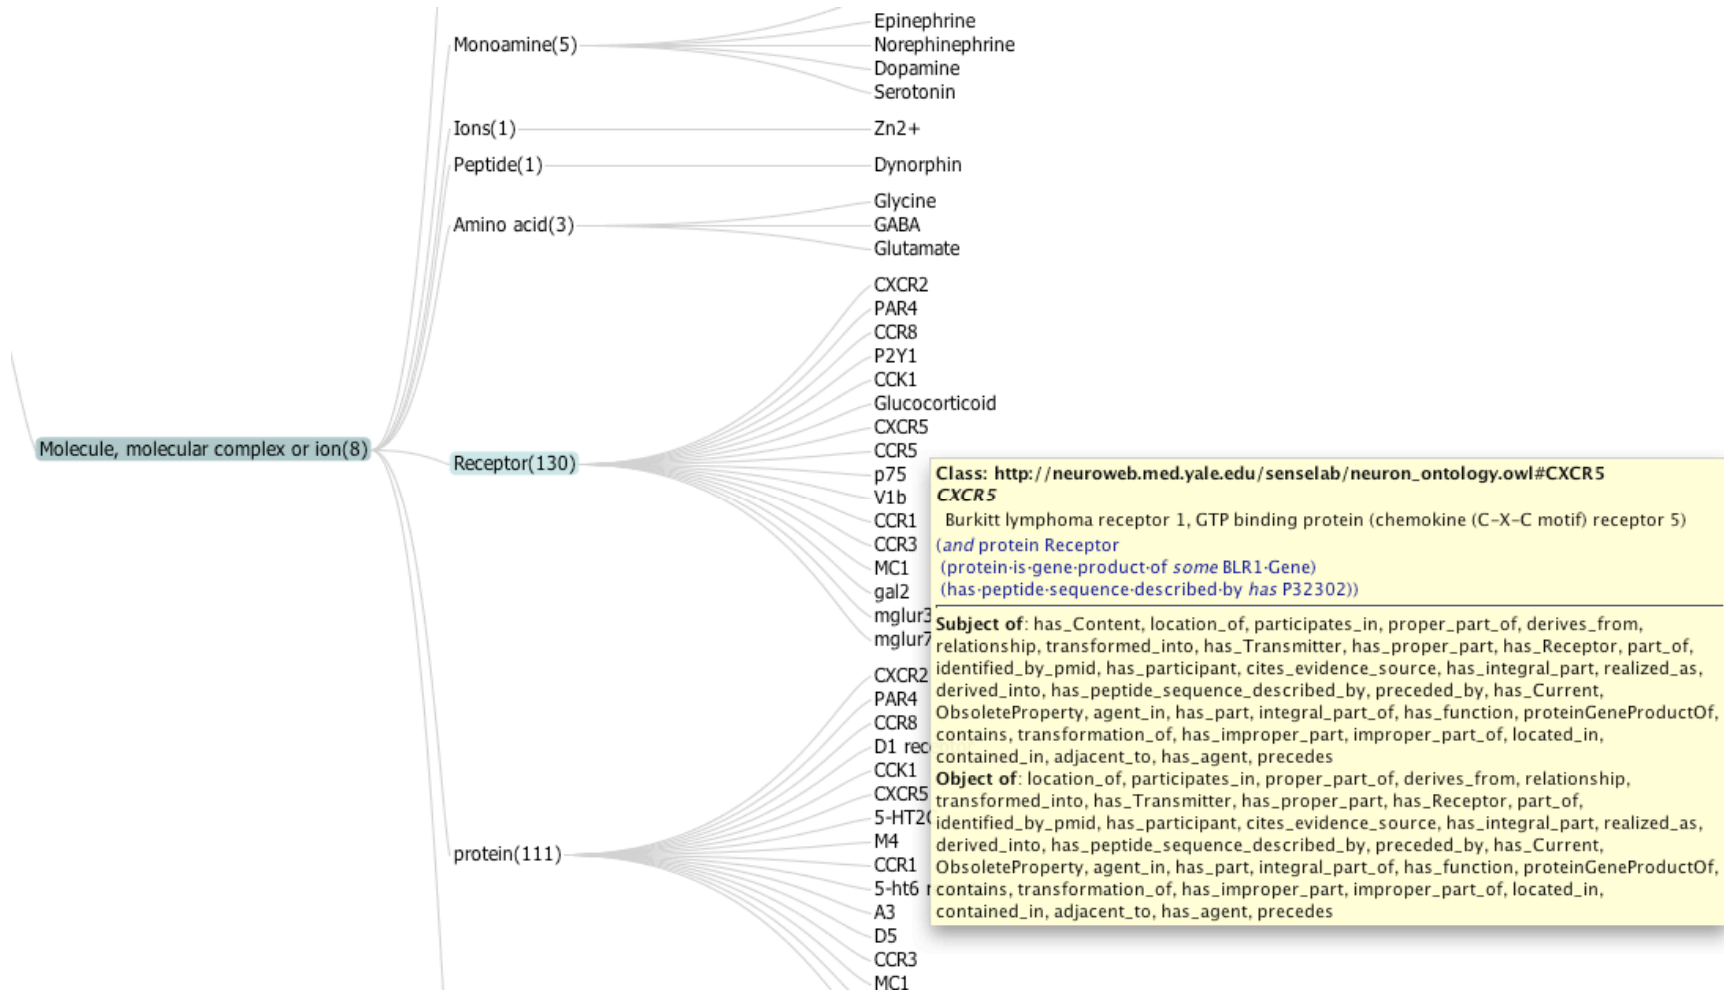 Epinephrine
Monoamine(5)
Norephinephrine
Dopamine
Serotonin
Ions(1)
Zn2+
Peptide(1)
Dynorphin
Glycine
Amino acid(3)
GABA
Glutamate
CXCR2
PAR4
CCR8
P2Y1
CCK1
Glucocorticoid
CXCR5
Molecule, molecular complex or ion(8)
CCR5
Receptor(130)
p75
V1b
CCR1
CCR3
MC1
gal2
mglur3
mglur7
CXCR2
PAR4
CCR8
D1 rec
CCK1
CXCR5
5-HT2C
M4
protein(111)
CCR1
5-ht6 r
A3
D5
CCR3
MC1
Class: http://neuroweb.med.yale.edu/senselab/neuron_ontology.owl#CXCR5
CXCR5
Burkitt lymphoma receptor 1, GTP binding protein (chemokine (C-X-C motif) receptor 5)
(and protein Receptor
(protein·is·gene·product·of some BLR1·Gene)
(has·peptide·sequence·described·by has P32302))
Subject of: has_Content, location_of, participates_in, proper_part_of, derives_from,
relationship, transformed_into, has_Transmitter, has_proper_part, has_Receptor, part_of,
identified_by_pmid, has_participant, cites_evidence_source, has_integral_part, realized_as,
derived_into, has_peptide_sequence_described_by, preceded_by, has_Current,
ObsoleteProperty, agent_in, has_part, integral_part_of, has_function, proteinGeneProductOf,
contains, transformation_of, has_improper_part, improper_part_of, located_in,
contained_in, adjacent_to, has_agent, precedes
Object of: location_of, participates_in, proper_part_of, derives_from, relationship,
transformed_into, has_Transmitter, has_proper_part, has_Receptor, part_of,
identified_by_pmid, has_participant, cites_evidence_source, has_integral_part, realized_as,
derived_into, has_peptide_sequence_described_by, preceded_by, has_Current,
ObsoleteProperty, agent_in, has_part, integral_part_of, has_function, proteinGeneProductOf,
contains, transformation_of, has_improper_part, improper_part_of, located_in,
contained_in, adjacent_to, has_agent, precedes